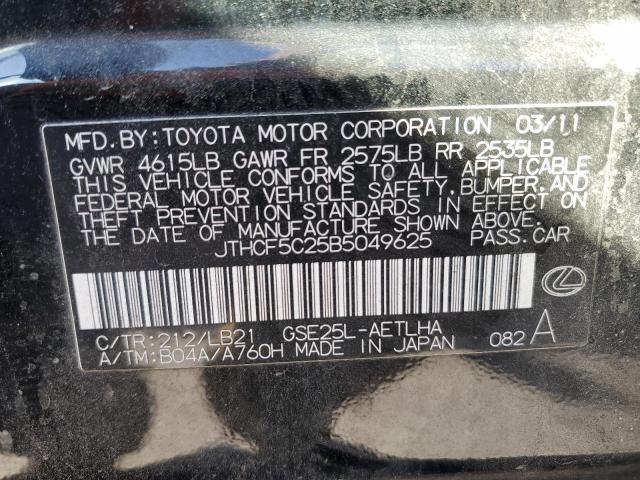 MFD. BY: TOYOTA MOTOR CORPORATION 03/11
GVWR 4615LB GAWR FR 2575LB RR 2535LB
THIS VEHICLE CONFORMS TO ALL APPLICABLE
FEDERAL MOTOR VEHICLE SAFETY, BUMPER, AND
THEFT PREVENTION STANDARDS IN EFFECT ON
THE DATE OF MANUFACTURE SHOWN ABOVE.
JTHCF5C25B5049625 PASS. CAR
C/TR: 212/LB21 GSE25L-AETLHA
A/TM: B04A/A760H MADE IN JAPAN 082 A